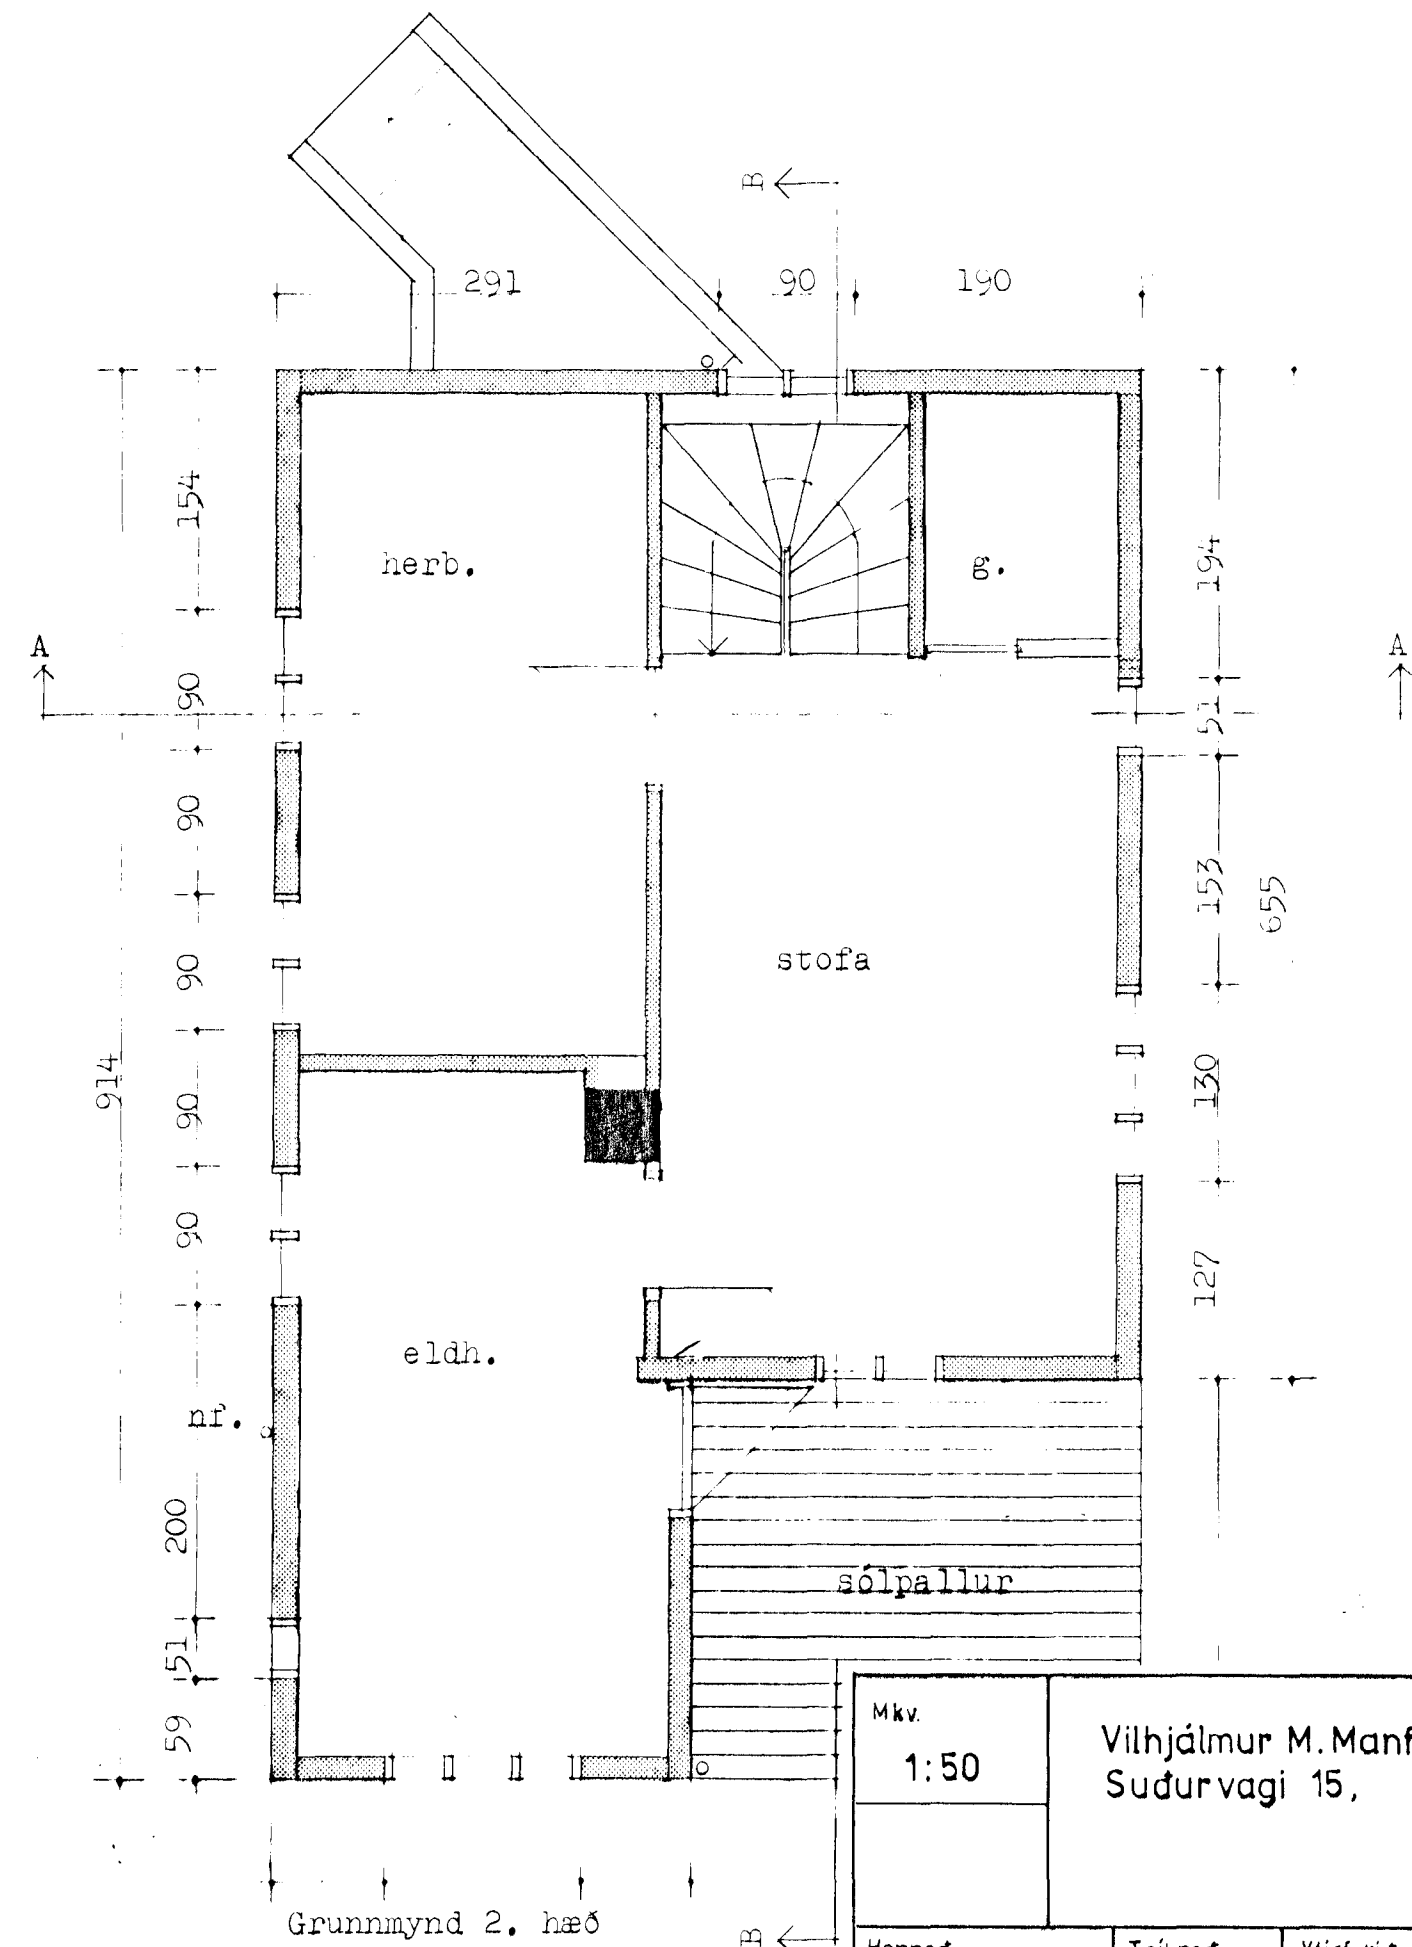 B
291 90 190
154
herb.
g.
194
A
A
90
51
90
153
655
stofa
90
914
90
130
90
127
eldh.
nf.
200
sólpallur
51
59
Mkv.
1:50
Vilhjálmur M. Manf
Suðurvagi 15,
Grunnmynd 2. hæð
B